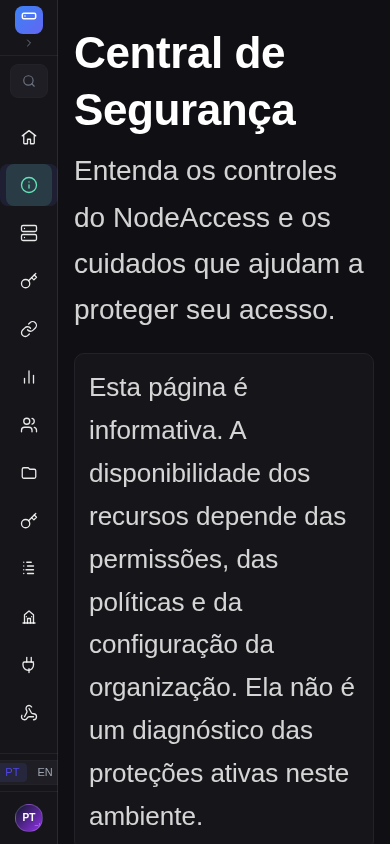 Central de
Segurança
Entenda os controles
do NodeAccess e os
cuidados que ajudam a
proteger seu acesso.
Esta página é
informativa. A
disponibilidade dos
recursos depende das
permissões, das
políticas e da
configuração da
organização. Ela não é
um diagnóstico das
proteções ativas neste
ambiente.
PT EN
PT